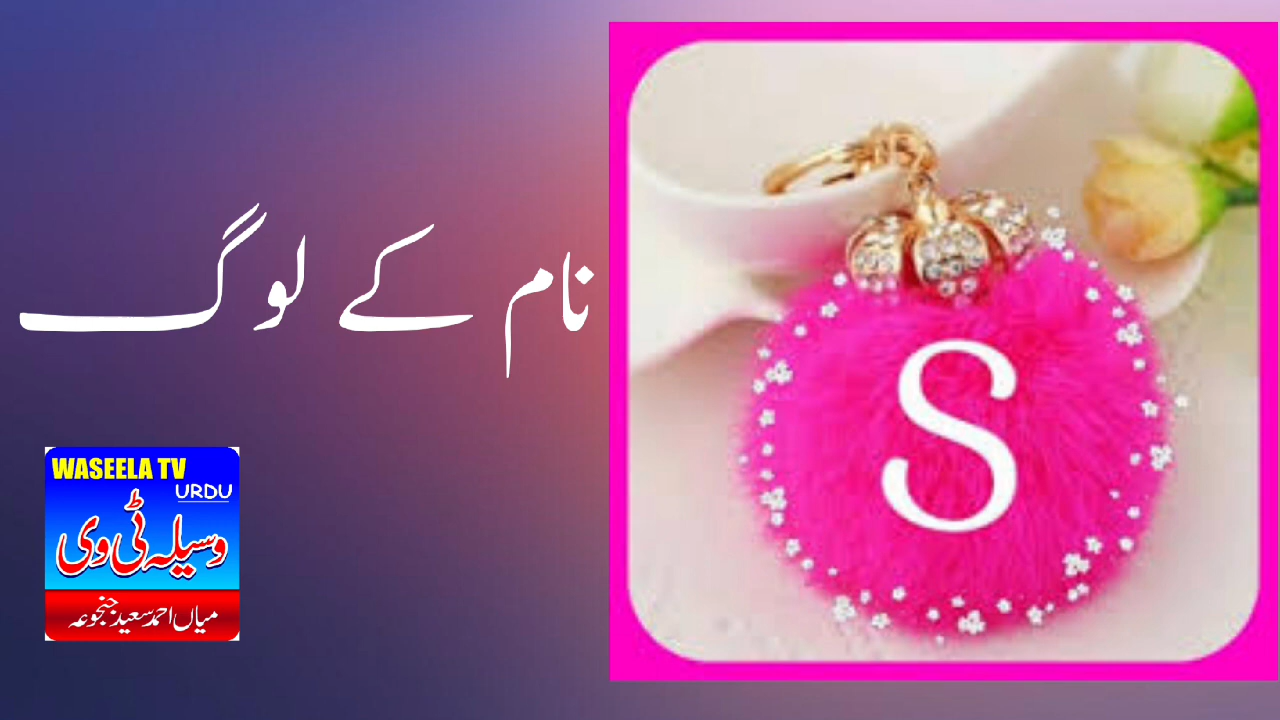 S
نام کے لوگ
WASEELA TV
URDU
وسیلہ ٹی وی
میاں احمد سعید جنجوعہ